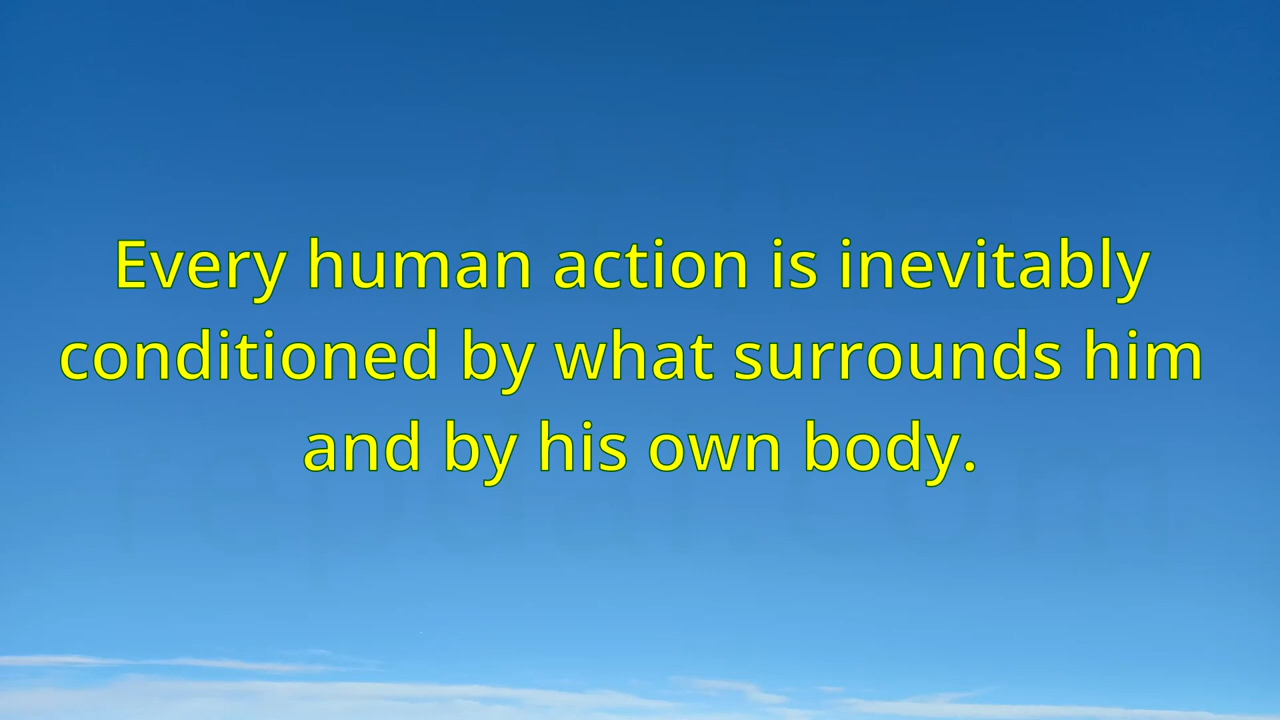 Every human action is inevitably
conditioned by what surrounds him
and by his own body.